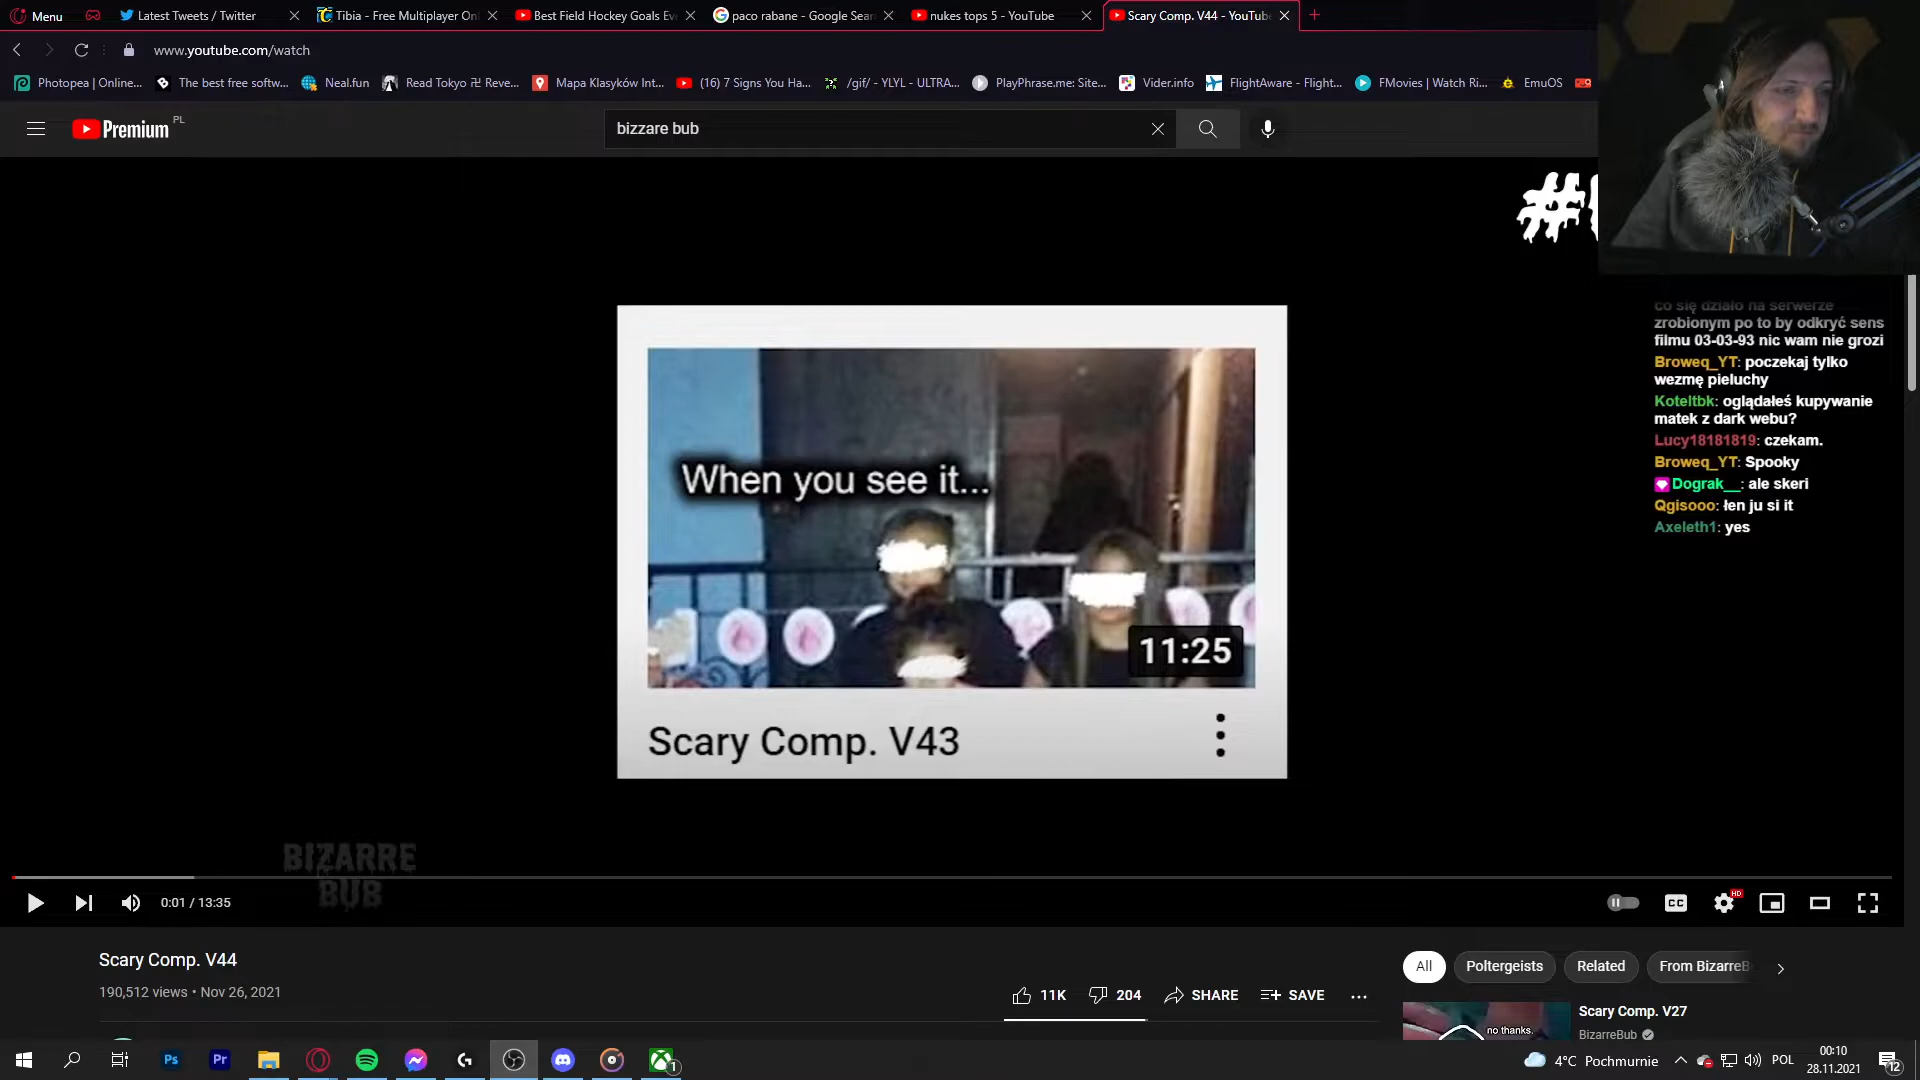 Menu
Latest Tweets / Twitter
Tibia - Free Multiplayer Onl
Best Field Hockey Goals Ev
paco rabane - Google Sear
nukes tops 5 - YouTube
Scary Comp. V44 - YouTube
www.youtube.com/watch
Photopea | Online...
The best free softw...
Neal.fun
Read Tokyo 卍 Reve...
Mapa Klasyków Int...
(16) 7 Signs You Ha...
/gif/ - YLYL - ULTRA...
PlayPhrase.me: Site...
Vider.info
FlightAware - Flight...
FMovies | Watch Ri...
EmuOS
Premium PL
bizzare bub
#
co się działo na serwerze
zrobionym po to by odkryć sens
filmu 03-03-93 nic wam nie grozi
Broweq_YT: poczekaj tylko
wezmę pieluchy
Koteltbk: oglądałeś kupywanie
matek z dark webu?
Lucy18181819: czekam.
Broweq_YT: Spooky
Dograk__: ale skeri
Qgisooo: łen ju si it
Axeleth1: yes
When you see it...
11:25
Scary Comp. V43
BIZARRE
BUB
0:01 / 13:35
CC
HD
Scary Comp. V44
190,512 views • Nov 26, 2021
11K
204
SHARE
SAVE
All
Poltergeists
Related
From BizarreB
no thanks.
Scary Comp. V27
BizarreBub
Ps
Pr
1
4°C Pochmurnie
POL
00:10
28.11.2021
12